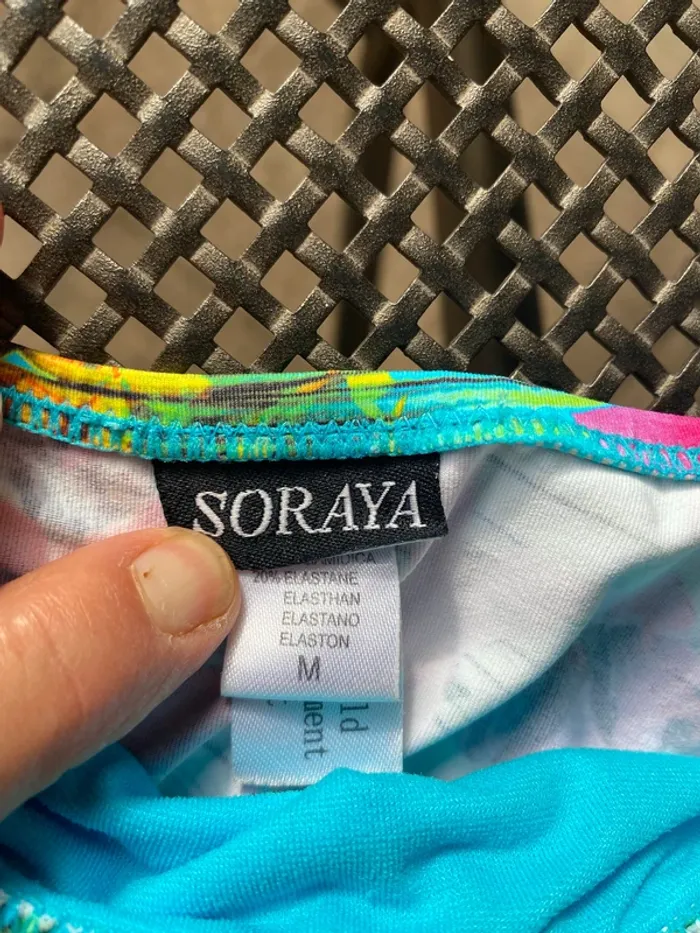 SORAYA
20% ELASTANE
ELASTHAN
ELASTANO
ELASTON
M